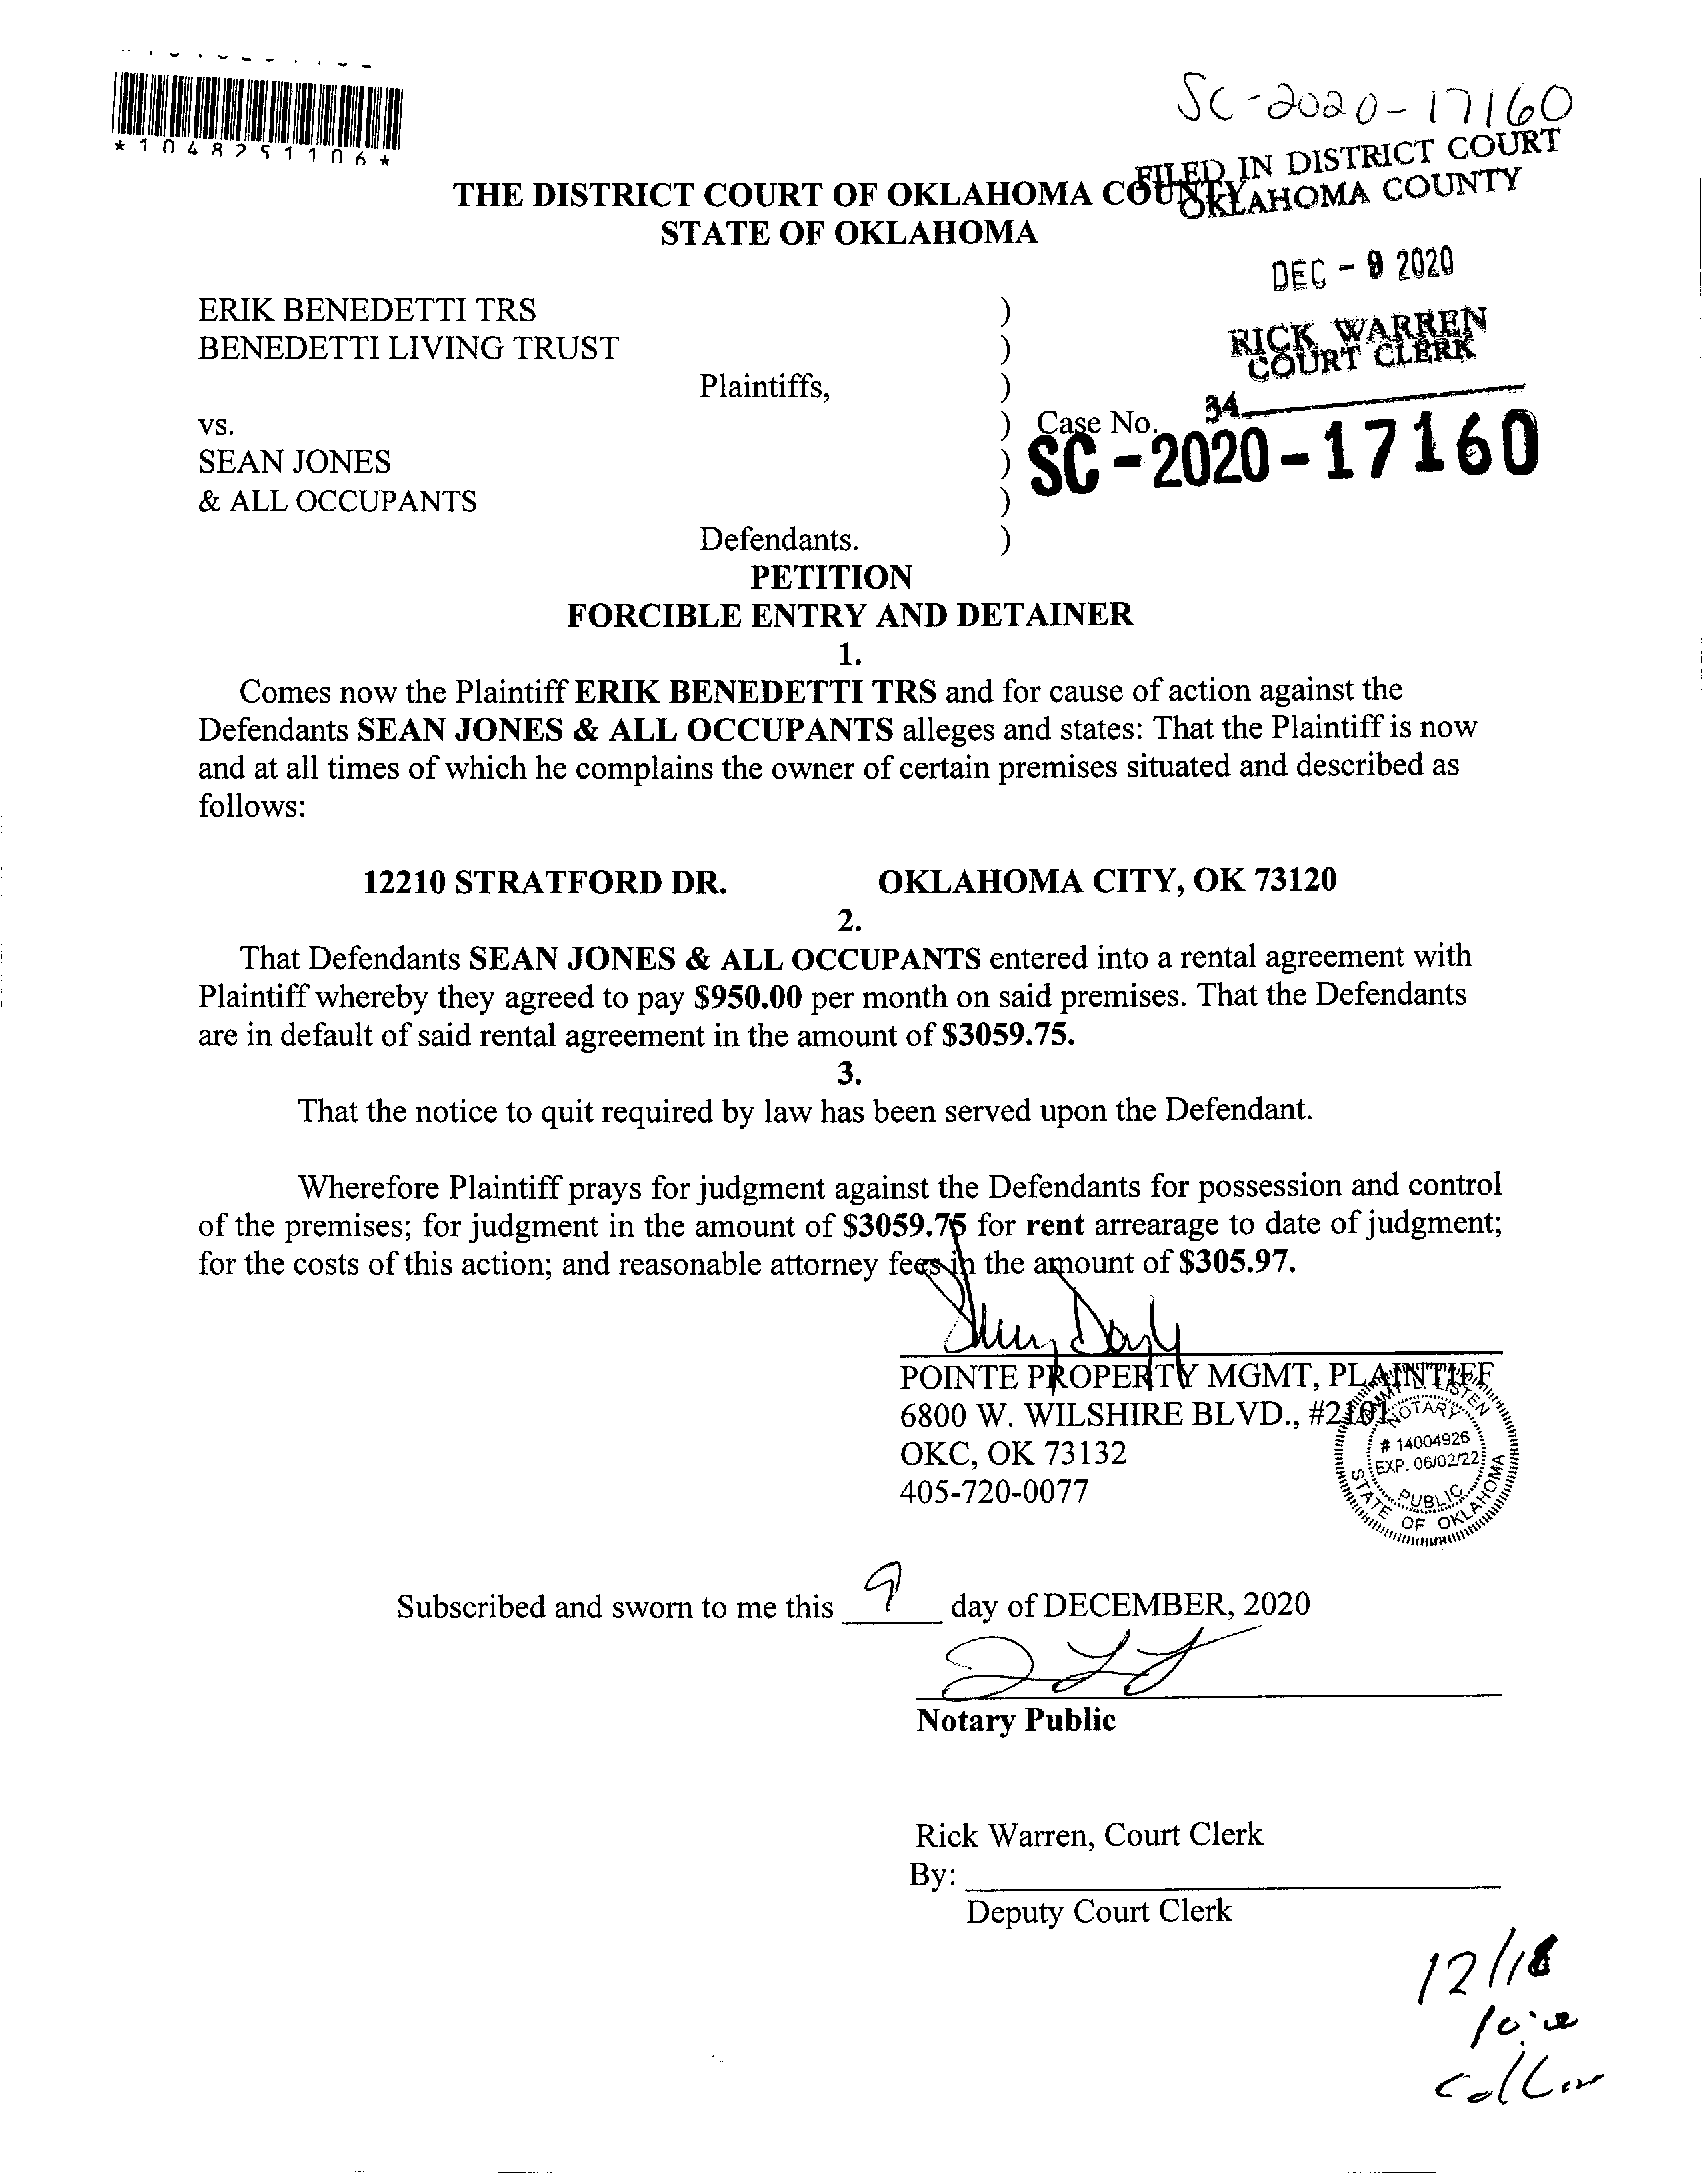 *1048251106*
SC-2020-17160
FILED IN DISTRICT COURT
OKLAHOMA COUNTY
THE DISTRICT COURT OF OKLAHOMA COUNTY
STATE OF OKLAHOMA
DEC - 9 2020
RICK WARREN
COURT CLERK
34
ERIK BENEDETTI TRS )
BENEDETTI LIVING TRUST )
Plaintiffs, )
vs. ) Case No.
SEAN JONES ) SC-2020-17160
& ALL OCCUPANTS )
Defendants. )
PETITION
FORCIBLE ENTRY AND DETAINER
1.
Comes now the Plaintiff ERIK BENEDETTI TRS and for cause of action against the
Defendants SEAN JONES & ALL OCCUPANTS alleges and states: That the Plaintiff is now
and at all times of which he complains the owner of certain premises situated and described as
follows:
12210 STRATFORD DR. OKLAHOMA CITY, OK 73120
2.
That Defendants SEAN JONES & ALL OCCUPANTS entered into a rental agreement with
Plaintiff whereby they agreed to pay $950.00 per month on said premises. That the Defendants
are in default of said rental agreement in the amount of $3059.75.
3.
That the notice to quit required by law has been served upon the Defendant.
Wherefore Plaintiff prays for judgment against the Defendants for possession and control
of the premises; for judgment in the amount of $3059.75 for rent arrearage to date of judgment;
for the costs of this action; and reasonable attorney fees in the amount of $305.97.
POINTE PROPERTY MGMT, PLAINTIFF
6800 W. WILSHIRE BLVD., #2101
OKC, OK 73132
405-720-0077
LISTEN
NOTARY
# 14004926
EXP. 06/02/22
PUBLIC
STATE OF OKLAHOMA
Subscribed and sworn to me this 9 day of DECEMBER, 2020
Notary Public
Rick Warren, Court Clerk
By:
Deputy Court Clerk
12/18